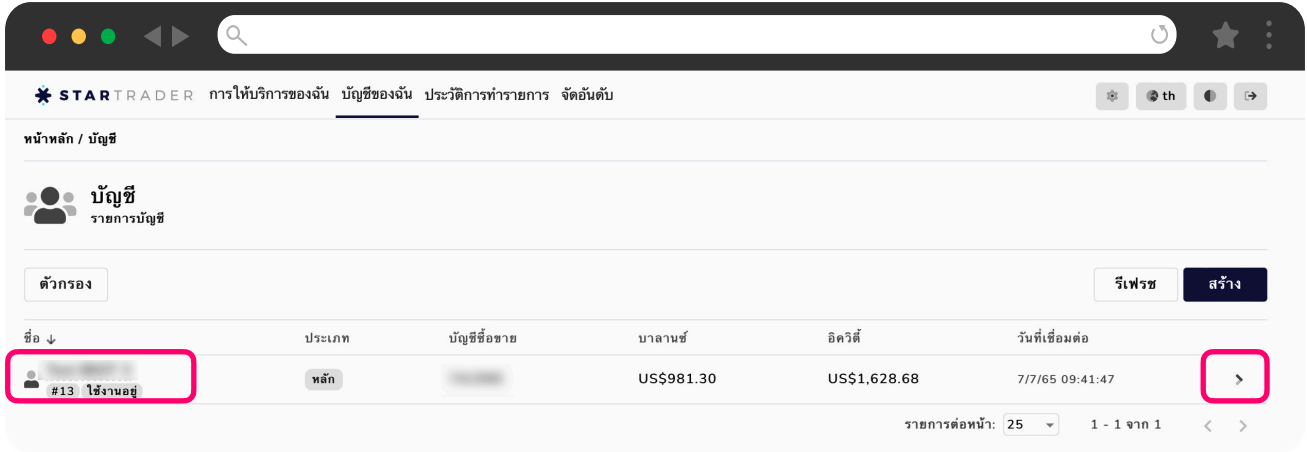 STARTRADER การให้บริการของฉัน บัญชีของฉัน ประวัติการทำรายการ จัดอันดับ th
หน้าหลัก / บัญชี
บัญชี
รายการบัญชี
ตัวกรอง รีเฟรช สร้าง
ชื่อ ↓ ประเภท บัญชีซื้อขาย บาลานซ์ อิควิตี้ วันที่เชื่อมต่อ
หลัก US$981.30 US$1,628.68 7/7/65 09:41:47
#13 ใช้งานอยู่
รายการต่อหน้า: 25 1 - 1 จาก 1